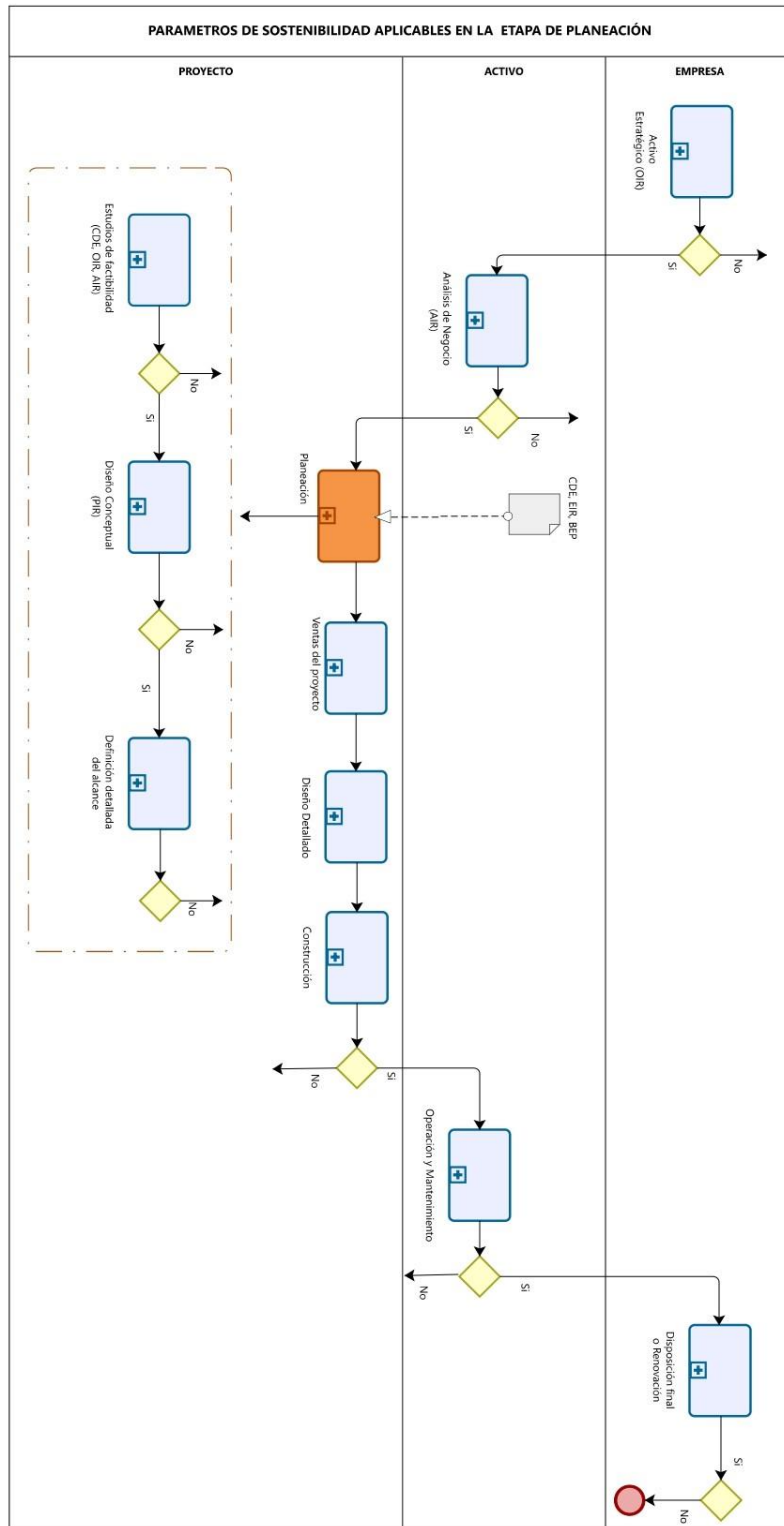 PARAMETROS DE SOSTENIBILIDAD APLICABLES EN LA ETAPA DE PLANEACIÓN
PROYECTO
ACTIVO
EMPRESA
Activo
Estratégico (OIR)
No
Si
Análisis de Negocio
(AIR)
No
Si
Estudios de factibilidad
(CDE, OIR, AIR)
No
Si
Diseño Conceptual
(PIR)
No
Si
Definición detallada
del alcance
No
Planeación
CDE, EIR, BEP
Ventas del proyecto
Diseño Detallado
Construcción
No
Si
Operación y Mantenimiento
No
Si
Disposición final
o Renovación
Si
No